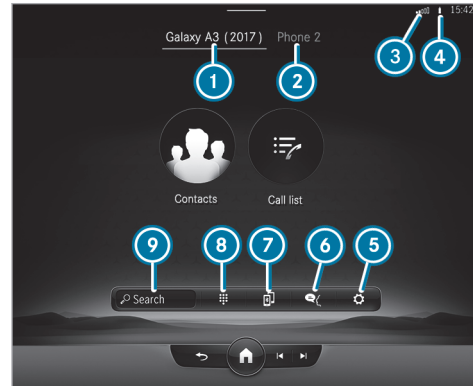 15:42
Galaxy A3 (2017) Phone 2
3 4
1 2
Contacts Call list
9 8 7 6 5
Search